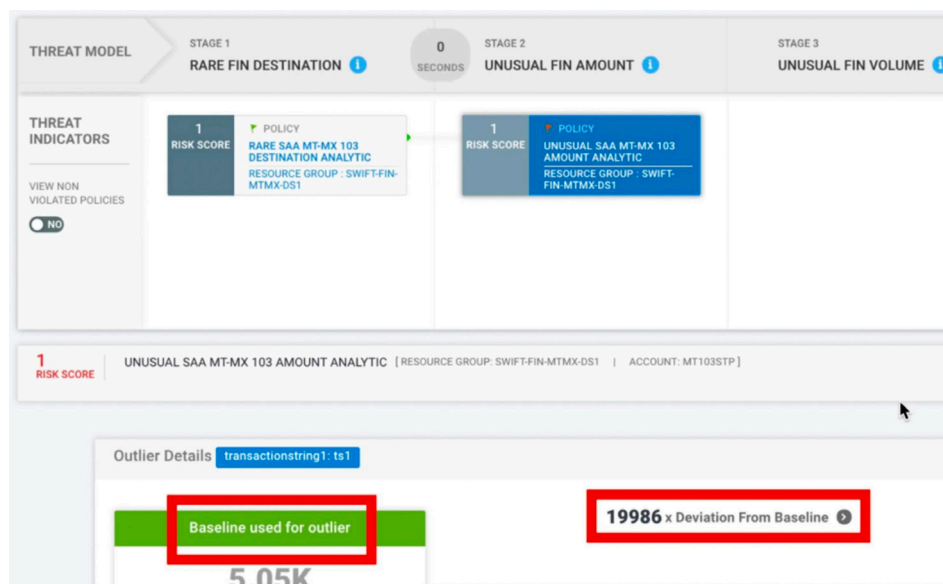 THREAT MODEL
STAGE 1
RARE FIN DESTINATION
0
SECONDS
STAGE 2
UNUSUAL FIN AMOUNT
STAGE 3
UNUSUAL FIN VOLUME
THREAT
INDICATORS
VIEW NON
VIOLATED POLICIES
NO
1
RISK SCORE
POLICY
RARE SAA MT-MX 103
DESTINATION ANALYTIC
RESOURCE GROUP : SWIFT-FIN-
MTMX-DS1
1
RISK SCORE
POLICY
UNUSUAL SAA MT-MX 103
AMOUNT ANALYTIC
RESOURCE GROUP : SWIFT-
FIN-MTMX-DS1
1
RISK SCORE
UNUSUAL SAA MT-MX 103 AMOUNT ANALYTIC [ RESOURCE GROUP: SWIFT-FIN-MTMX-DS1 | ACCOUNT: MT103STP ]
Outlier Details transactionstring1: ts1
Baseline used for outlier
5.05K
19986 x Deviation From Baseline